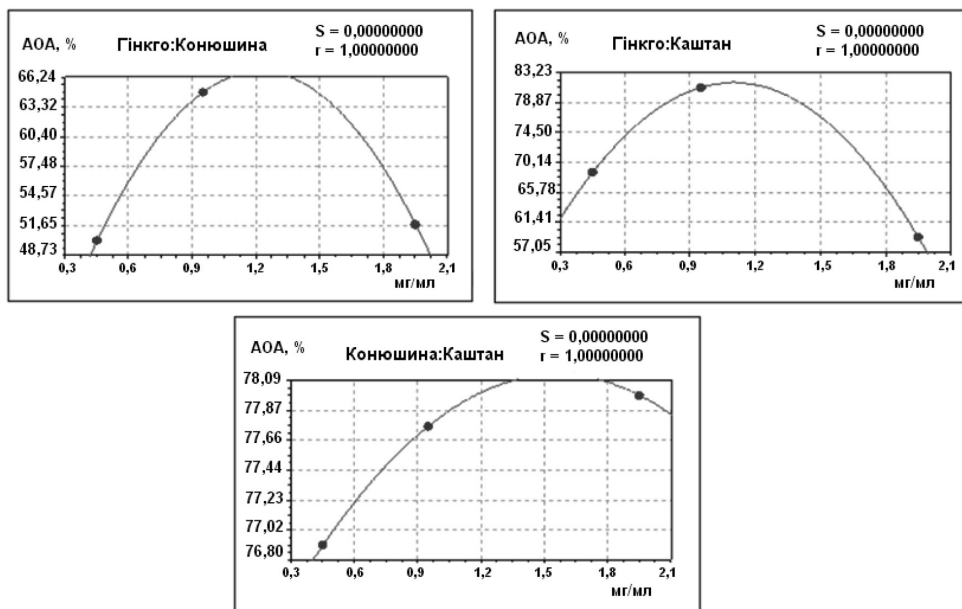 АОА, %
Гінкго:Конюшина
S = 0,00000000
r = 1,00000000
66,24
63,32
60,40
57,48
54,57
51,65
48,73
0,3 0,6 0,9 1,2 1,5 1,8 2,1
мг/мл
АОА, %
Гінкго:Каштан
S = 0,00000000
r = 1,00000000
83,23
78,87
74,50
70,14
65,78
61,41
57,05
0,3 0,6 0,9 1,2 1,5 1,8 2,1
мг/мл
АОА, %
Конюшина:Каштан
S = 0,00000000
r = 1,00000000
78,09
77,87
77,66
77,44
77,23
77,02
76,80
0,3 0,6 0,9 1,2 1,5 1,8 2,1
мг/мл